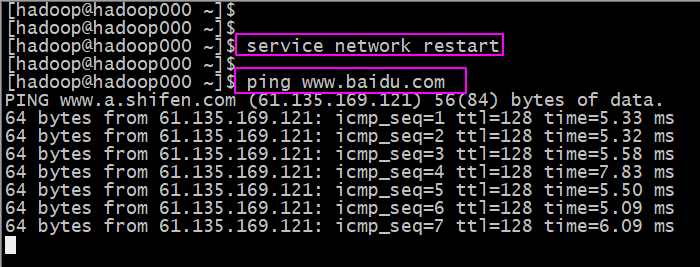 [hadoop@hadoop000 ~]$
[hadoop@hadoop000 ~]$
[hadoop@hadoop000 ~]$ service network restart
[hadoop@hadoop000 ~]$
[hadoop@hadoop000 ~]$ ping www.baidu.com
PING www.a.shifen.com (61.135.169.121) 56(84) bytes of data.
64 bytes from 61.135.169.121: icmp_seq=1 ttl=128 time=5.33 ms
64 bytes from 61.135.169.121: icmp_seq=2 ttl=128 time=5.32 ms
64 bytes from 61.135.169.121: icmp_seq=3 ttl=128 time=5.58 ms
64 bytes from 61.135.169.121: icmp_seq=4 ttl=128 time=7.83 ms
64 bytes from 61.135.169.121: icmp_seq=5 ttl=128 time=5.50 ms
64 bytes from 61.135.169.121: icmp_seq=6 ttl=128 time=5.09 ms
64 bytes from 61.135.169.121: icmp_seq=7 ttl=128 time=6.09 ms